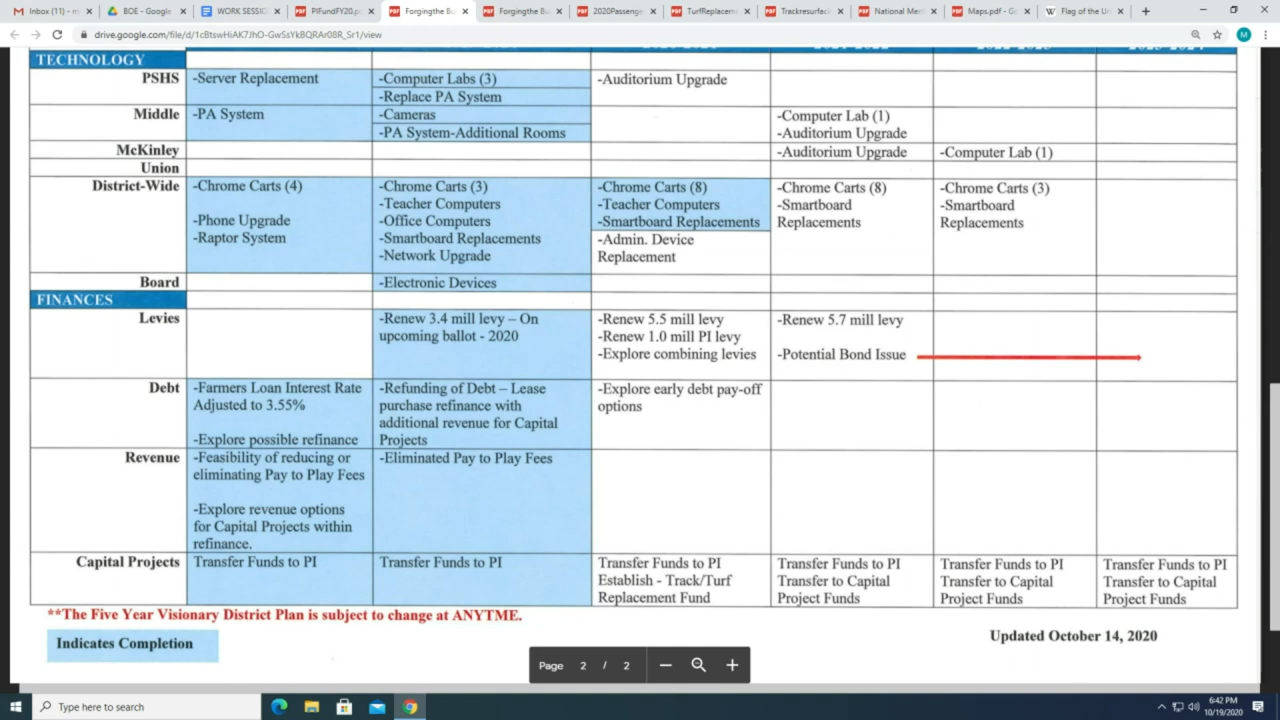 Inbox (11) - m
BOE - Google
WORK SESSIO
PIFundFY20.p
Forgingthe Bu
Forgingthe Bu
2020Passenge
TurfReplacem
Trackresurfaci
National Me
Maps.pdf - Go
Flag of the Un
drive.google.com/file/d/1cBtswHiAK7JhO-GwSsYkBQRAr08R_Sr1/view
M
2021-2022
2022-2023
2023-2024
TECHNOLOGY
PSHS
-Server Replacement
-Computer Labs (3)
-Replace PA System
-Auditorium Upgrade
Middle
-PA System
-Cameras
-PA System-Additional Rooms
-Computer Lab (1)
-Auditorium Upgrade
McKinley
-Auditorium Upgrade
-Computer Lab (1)
Union
District-Wide
-Chrome Carts (4)
-Phone Upgrade
-Raptor System
-Chrome Carts (3)
-Teacher Computers
-Office Computers
-Smartboard Replacements
-Network Upgrade
-Chrome Carts (8)
-Teacher Computers
-Smartboard Replacements
-Admin. Device
Replacement
-Chrome Carts (8)
-Smartboard
Replacements
-Chrome Carts (3)
-Smartboard
Replacements
Board
-Electronic Devices
FINANCES
Levies
-Renew 3.4 mill levy – On
upcoming ballot - 2020
-Renew 5.5 mill levy
-Renew 1.0 mill PI levy
-Explore combining levies
-Renew 5.7 mill levy
-Potential Bond Issue
Debt
-Farmers Loan Interest Rate
Adjusted to 3.55%
-Explore possible refinance
-Refunding of Debt – Lease
purchase refinance with
additional revenue for Capital
Projects
-Explore early debt pay-off
options
Revenue
-Feasibility of reducing or
eliminating Pay to Play Fees
-Explore revenue options
for Capital Projects within
refinance.
-Eliminated Pay to Play Fees
Capital Projects
Transfer Funds to PI
Transfer Funds to PI
Transfer Funds to PI
Establish - Track/Turf
Replacement Fund
Transfer Funds to PI
Transfer to Capital
Project Funds
Transfer Funds to PI
Transfer to Capital
Project Funds
Transfer Funds to PI
Transfer to Capital
Project Funds
**The Five Year Visionary District Plan is subject to change at ANYTME.
Indicates Completion
Updated October 14, 2020
Page 2 / 2
Type here to search
6:42 PM
10/19/2020